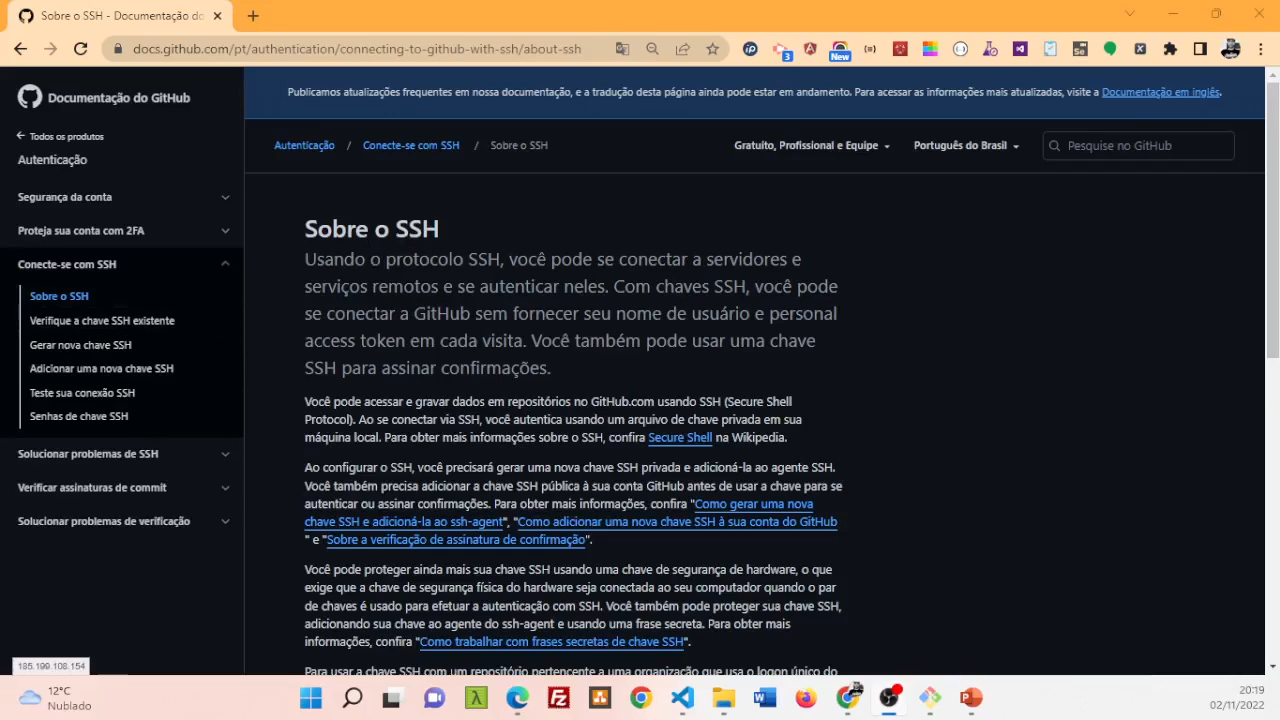 Sobre o SSH - Documentação do
docs.github.com/pt/authentication/connecting-to-github-with-ssh/about-ssh
3
New
Se
Documentação do GitHub
Publicamos atualizações frequentes em nossa documentação, e a tradução desta página ainda pode estar em andamento. Para acessar as informações mais atualizadas, visite a Documentação em inglês.
Todos os produtos
Autenticação
Segurança da conta
Proteja sua conta com 2FA
Conecte-se com SSH
Sobre o SSH
Verifique a chave SSH existente
Gerar nova chave SSH
Adicionar uma nova chave SSH
Teste sua conexão SSH
Senhas de chave SSH
Solucionar problemas de SSH
Verificar assinaturas de commit
Solucionar problemas de verificação
Autenticação / Conecte-se com SSH / Sobre o SSH
Gratuito, Profissional e Equipe
Português do Brasil
Pesquise no GitHub
Sobre o SSH
Usando o protocolo SSH, você pode se conectar a servidores e
serviços remotos e se autenticar neles. Com chaves SSH, você pode
se conectar a GitHub sem fornecer seu nome de usuário e personal
access token em cada visita. Você também pode usar uma chave
SSH para assinar confirmações.
Você pode acessar e gravar dados em repositórios no GitHub.com usando SSH (Secure Shell
Protocol). Ao se conectar via SSH, você autentica usando um arquivo de chave privada em sua
máquina local. Para obter mais informações sobre o SSH, confira Secure Shell na Wikipedia.
Ao configurar o SSH, você precisará gerar uma nova chave SSH privada e adicioná-la ao agente SSH.
Você também precisa adicionar a chave SSH pública à sua conta GitHub antes de usar a chave para se
autenticar ou assinar confirmações. Para obter mais informações, confira "Como gerar uma nova
chave SSH e adicioná-la ao ssh-agent", "Como adicionar uma nova chave SSH à sua conta do GitHub
" e "Sobre a verificação de assinatura de confirmação".
Você pode proteger ainda mais sua chave SSH usando uma chave de segurança de hardware, o que
exige que a chave de segurança física do hardware seja conectada ao seu computador quando o par
de chaves é usado para efetuar a autenticação com SSH. Você também pode proteger sua chave SSH,
adicionando sua chave ao agente do ssh-agent e usando uma frase secreta. Para obter mais
informações, confira "Como trabalhar com frases secretas de chave SSH".
Para usar a chave SSH com um repositório pertencente a uma organização que usa o logon único do
185.199.108.154
12°C
Nublado
20:19
02/11/2022